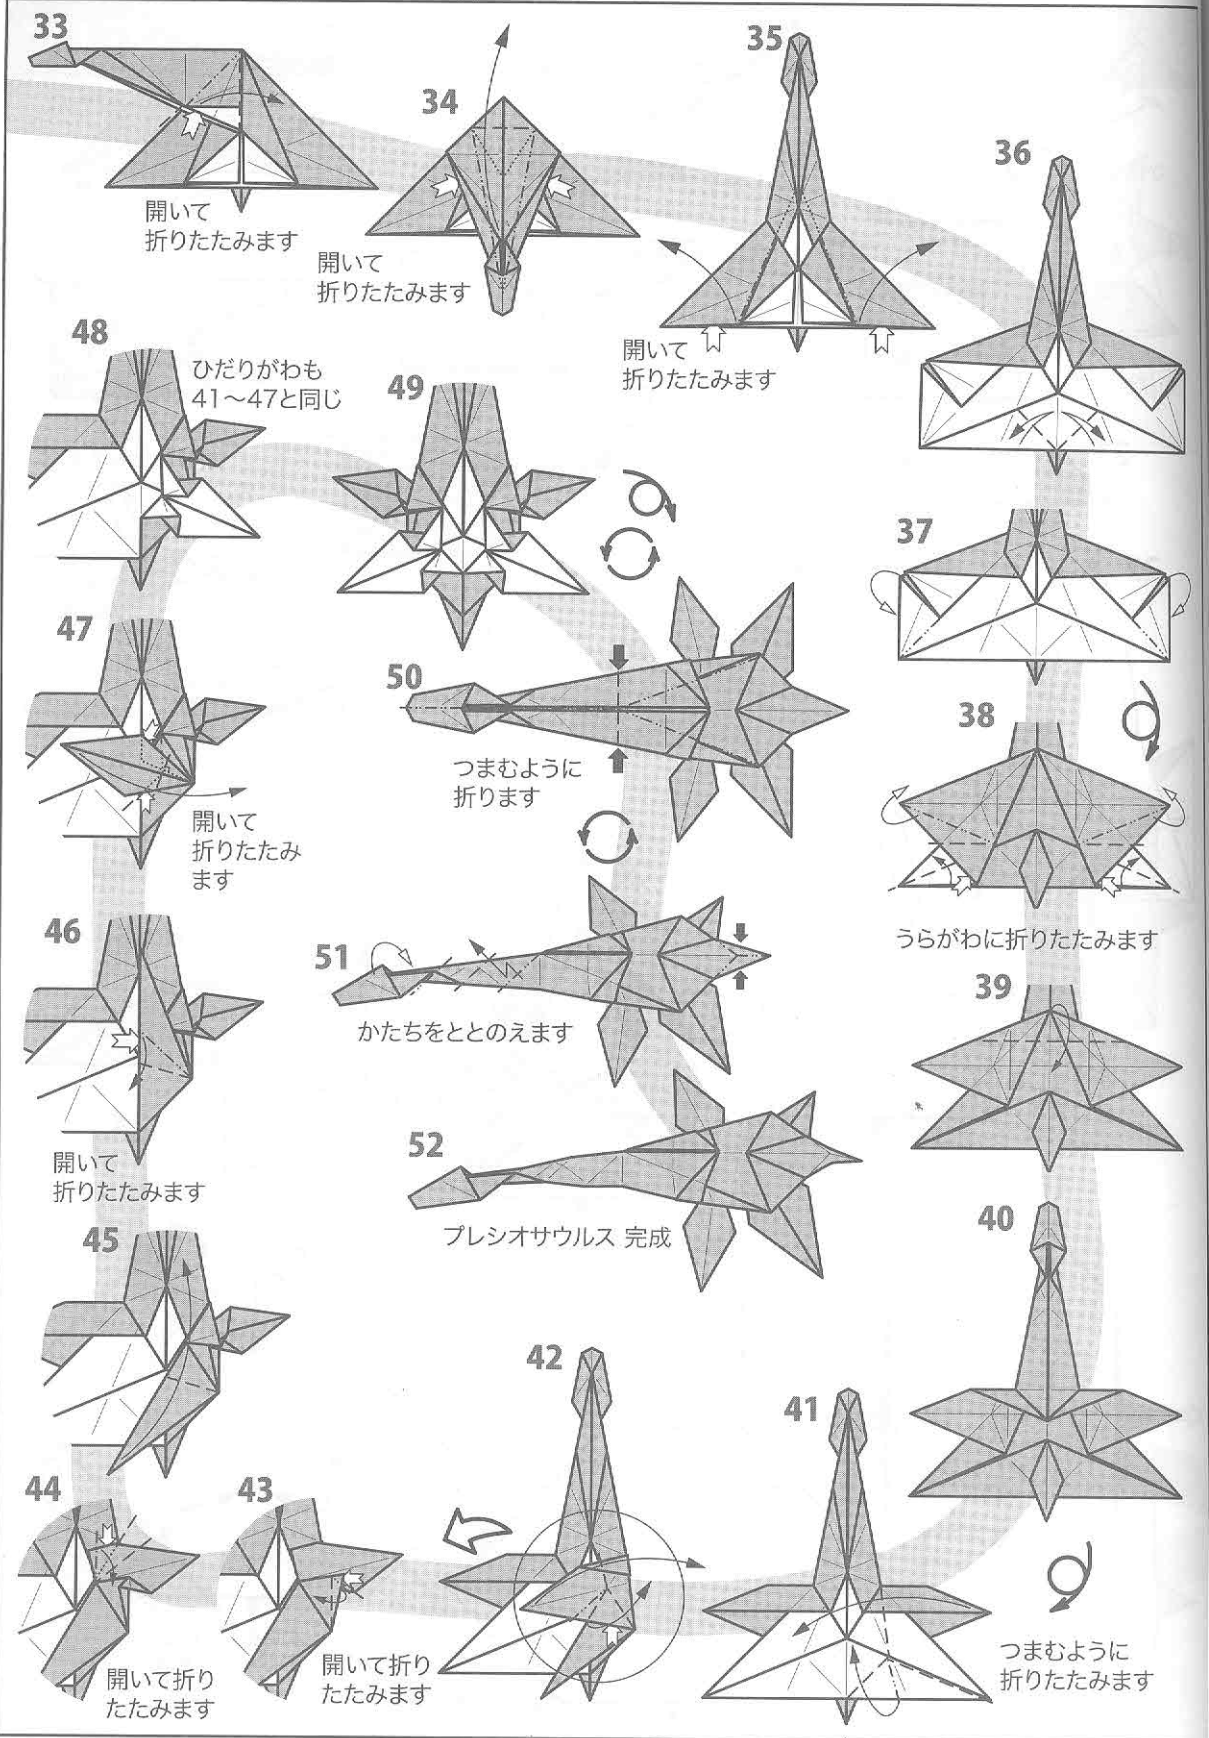 33
開いて
折りたたみます
34
開いて
折りたたみます
35
開いて
折りたたみます
36
37
38
うらがわに折りたたみます
39
40
つまむように
折りたたみます
41
42
43
開いて折り
たたみます
44
開いて折り
たたみます
45
46
開いて
折りたたみます
47
開いて
折りたたみ
ます
48
ひだりがわも
41～47と同じ
49
50
つまむように
折ります
51
かたちをととのえます
52
プレシオサウルス 完成